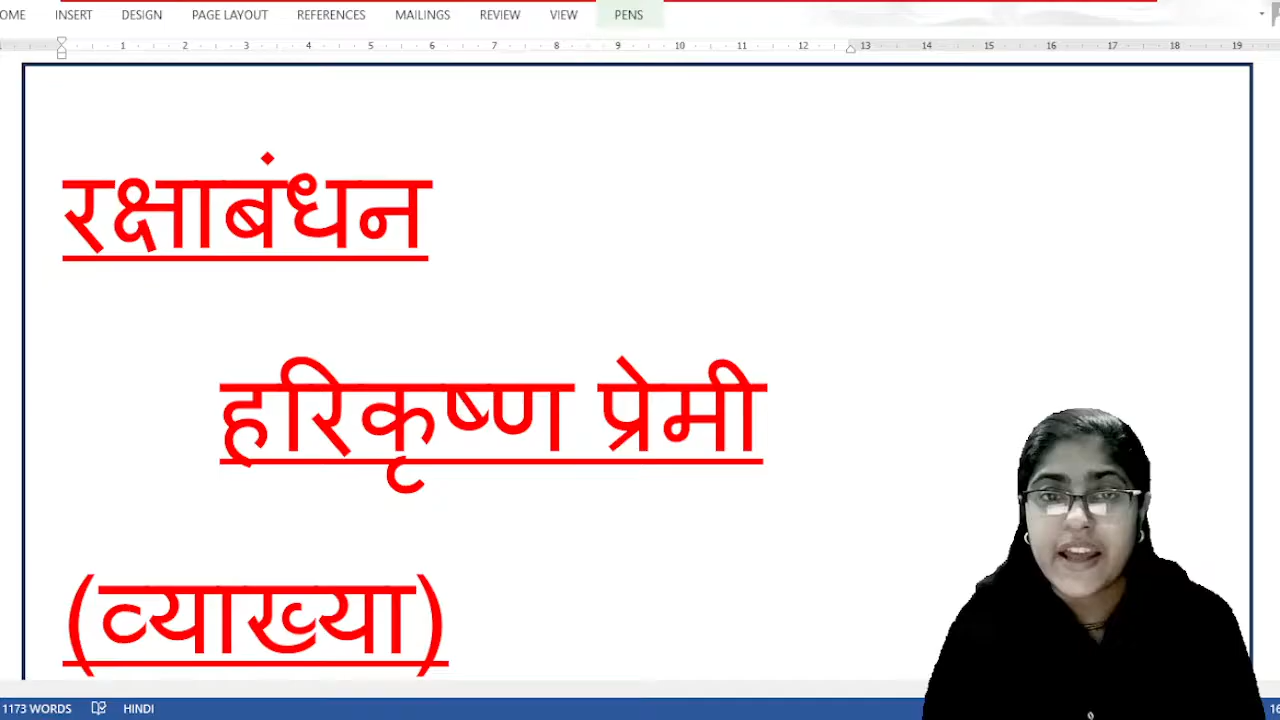 OME INSERT DESIGN PAGE LAYOUT REFERENCES MAILINGS REVIEW VIEW PENS
1 2 3 4 5 6 7 8 9 10 11 12 13 14 15 16 17 18 19
रक्षाबंधन
हरिकृष्ण प्रेमी
(व्याख्या)
1173 WORDS HINDI